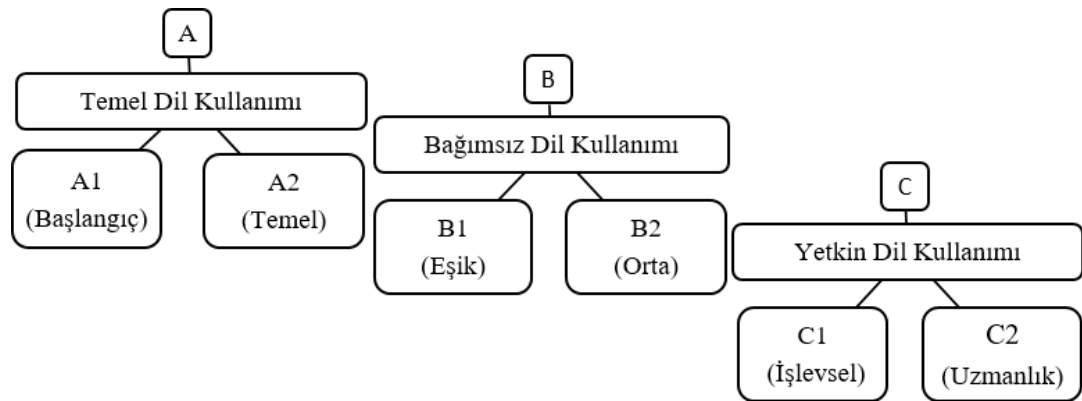 A
Temel Dil Kullanımı
A1
(Başlangıç)
A2
(Temel)
B
Bağımsız Dil Kullanımı
B1
(Eşik)
B2
(Orta)
C
Yetkin Dil Kullanımı
C1
(İşlevsel)
C2
(Uzmanlık)